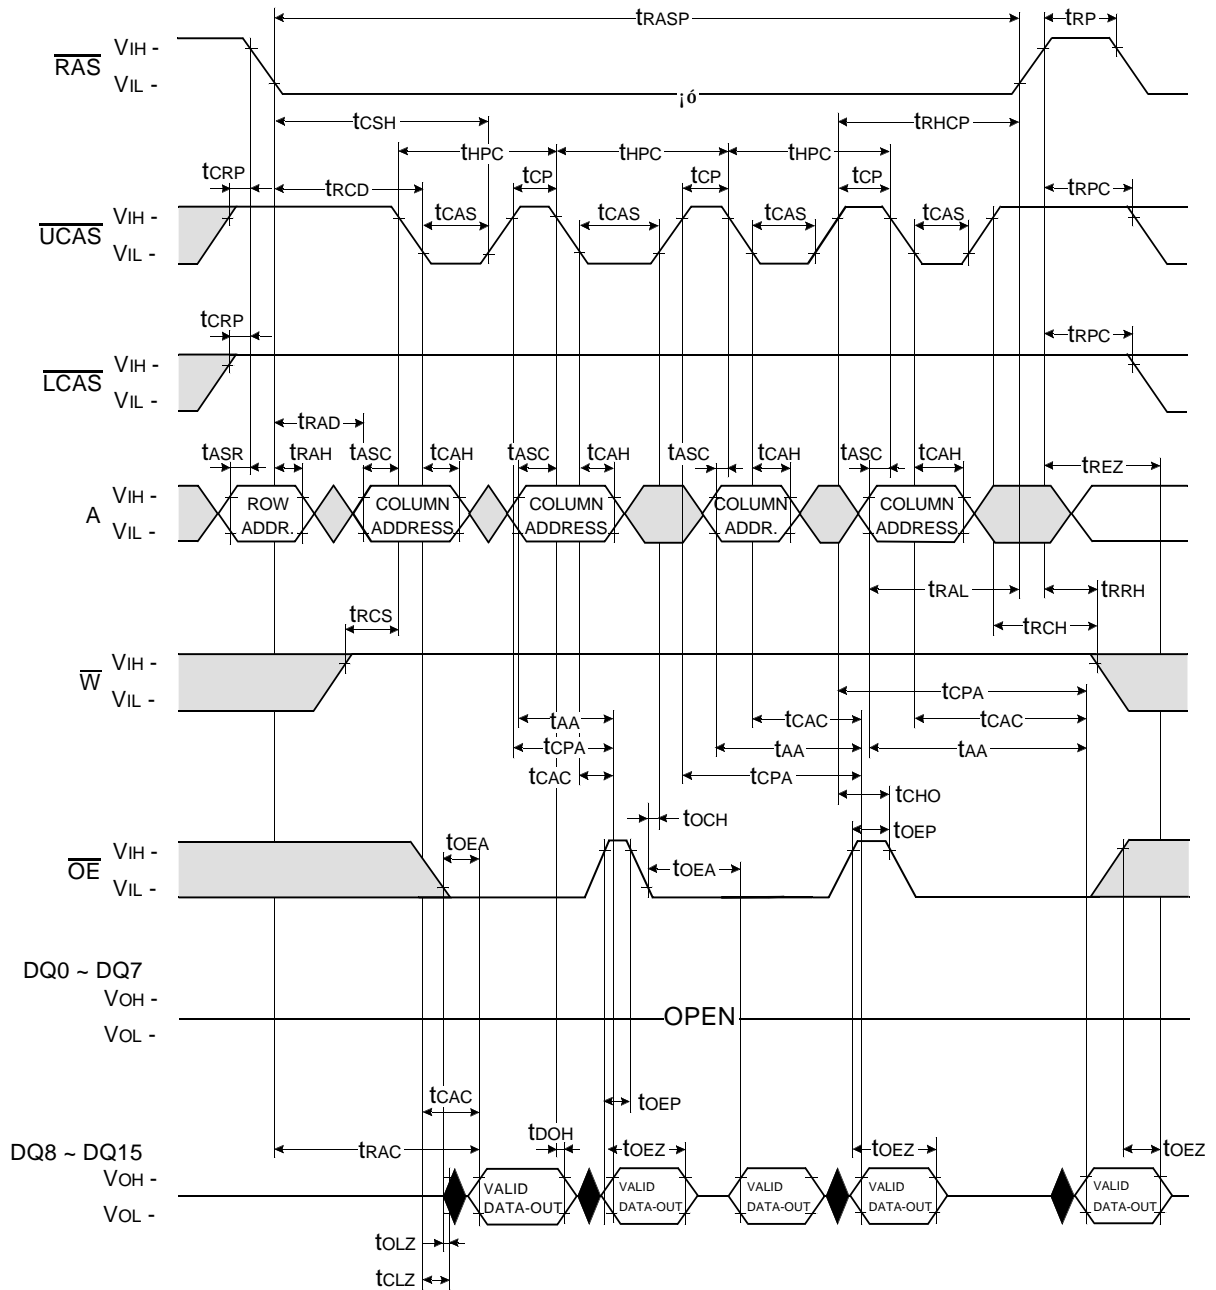 tRASP tRP
RAS VIH -
VIL -
¡ó
tCSH tRHCP
tHPC tHPC tHPC
tCRP tRCD tCP tCP tCP tRPC
UCAS VIH - tCAS tCAS tCAS tCAS
VIL -
tCRP tRPC
LCAS VIH -
VIL -
tRAD
tASR tRAH tASC tCAH tASC tCAH tASC tCAH tASC tCAH tREZ
A VIH - ROW COLUMN COLUMN COLUMN COLUMN
VIL - ADDR. ADDRESS ADDRESS ADDR. ADDRESS
tRAL tRRH
tRCS tRCH
W VIH -
VIL -
tCPA
tAA tCAC tCAC
tCPA tAA tAA
tCAC tCPA
tCHO
tOCH tOEP
OE VIH - tOEA
VIL - tOEA
DQ0 ~ DQ7
VOH -
VOL - OPEN
tCAC tOEP
tDOH
DQ8 ~ DQ15 tRAC tOEZ tOEZ tOEZ
VOH - VALID VALID VALID VALID VALID
VOL - DATA-OUT DATA-OUT DATA-OUT DATA-OUT DATA-OUT
tOLZ
tCLZ